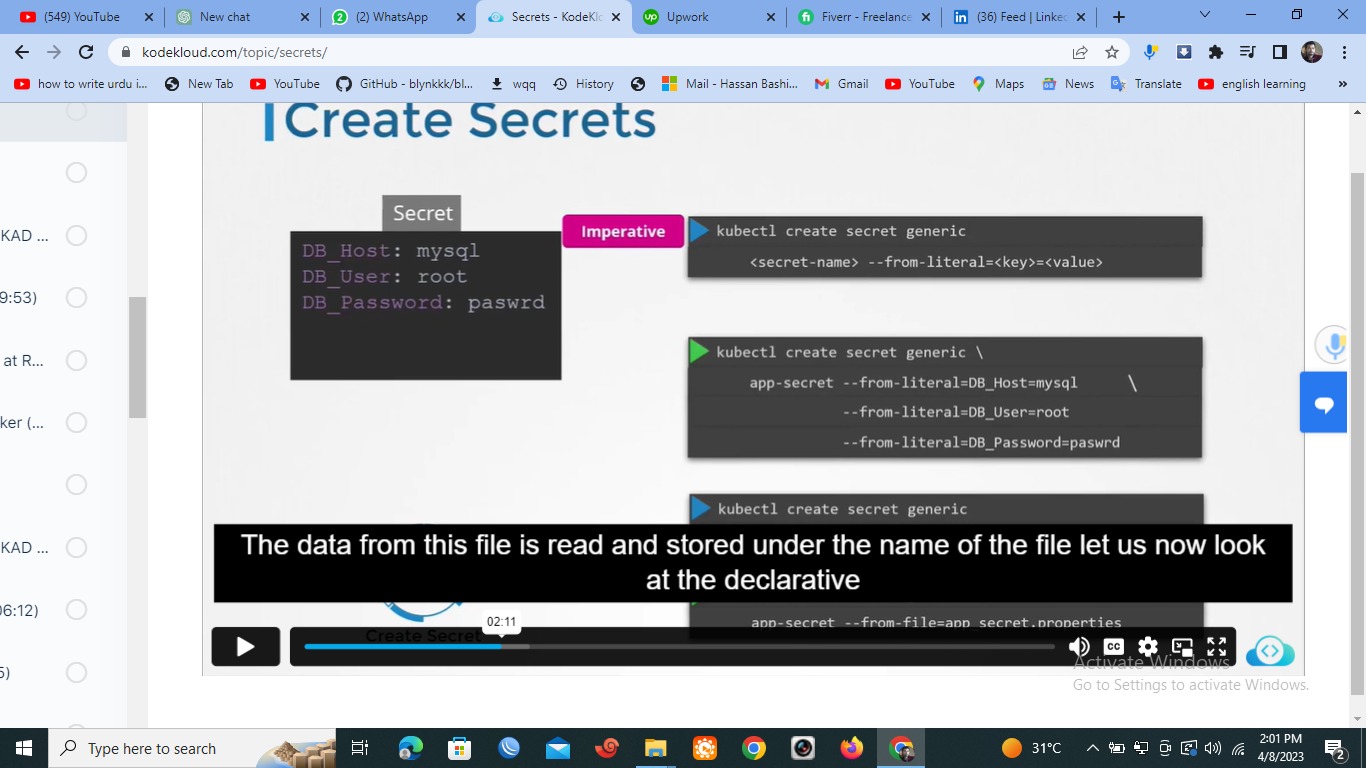 (549) YouTube
New chat
(2) WhatsApp
Secrets - KodeKlo
Upwork
Fiverr - Freelance
(36) Feed | Linked
kodekloud.com/topic/secrets/
how to write urdu i...
New Tab
YouTube
GitHub - blynkkk/bl...
wqq
History
Mail - Hassan Bashi...
Gmail
YouTube
Maps
News
Translate
english learning
»
Create Secrets
Secret
DB_Host: mysql
DB_User: root
DB_Password: paswrd
Imperative
kubectl create secret generic
<secret-name> --from-literal=<key>=<value>
kubectl create secret generic \
app-secret --from-literal=DB_Host=mysql \
--from-literal=DB_User=root
--from-literal=DB_Password=paswrd
kubectl create secret generic
The data from this file is read and stored under the name of the file let us now look
at the declarative
app-secret --from-file=app_secret.properties
Create Secret
02:11
CC
KAD ...
9:53)
at R...
ker (...
KAD ...
06:12)
5)
Activate Windows
Go to Settings to activate Windows.
Type here to search
31°C
2:01 PM
4/8/2023
2